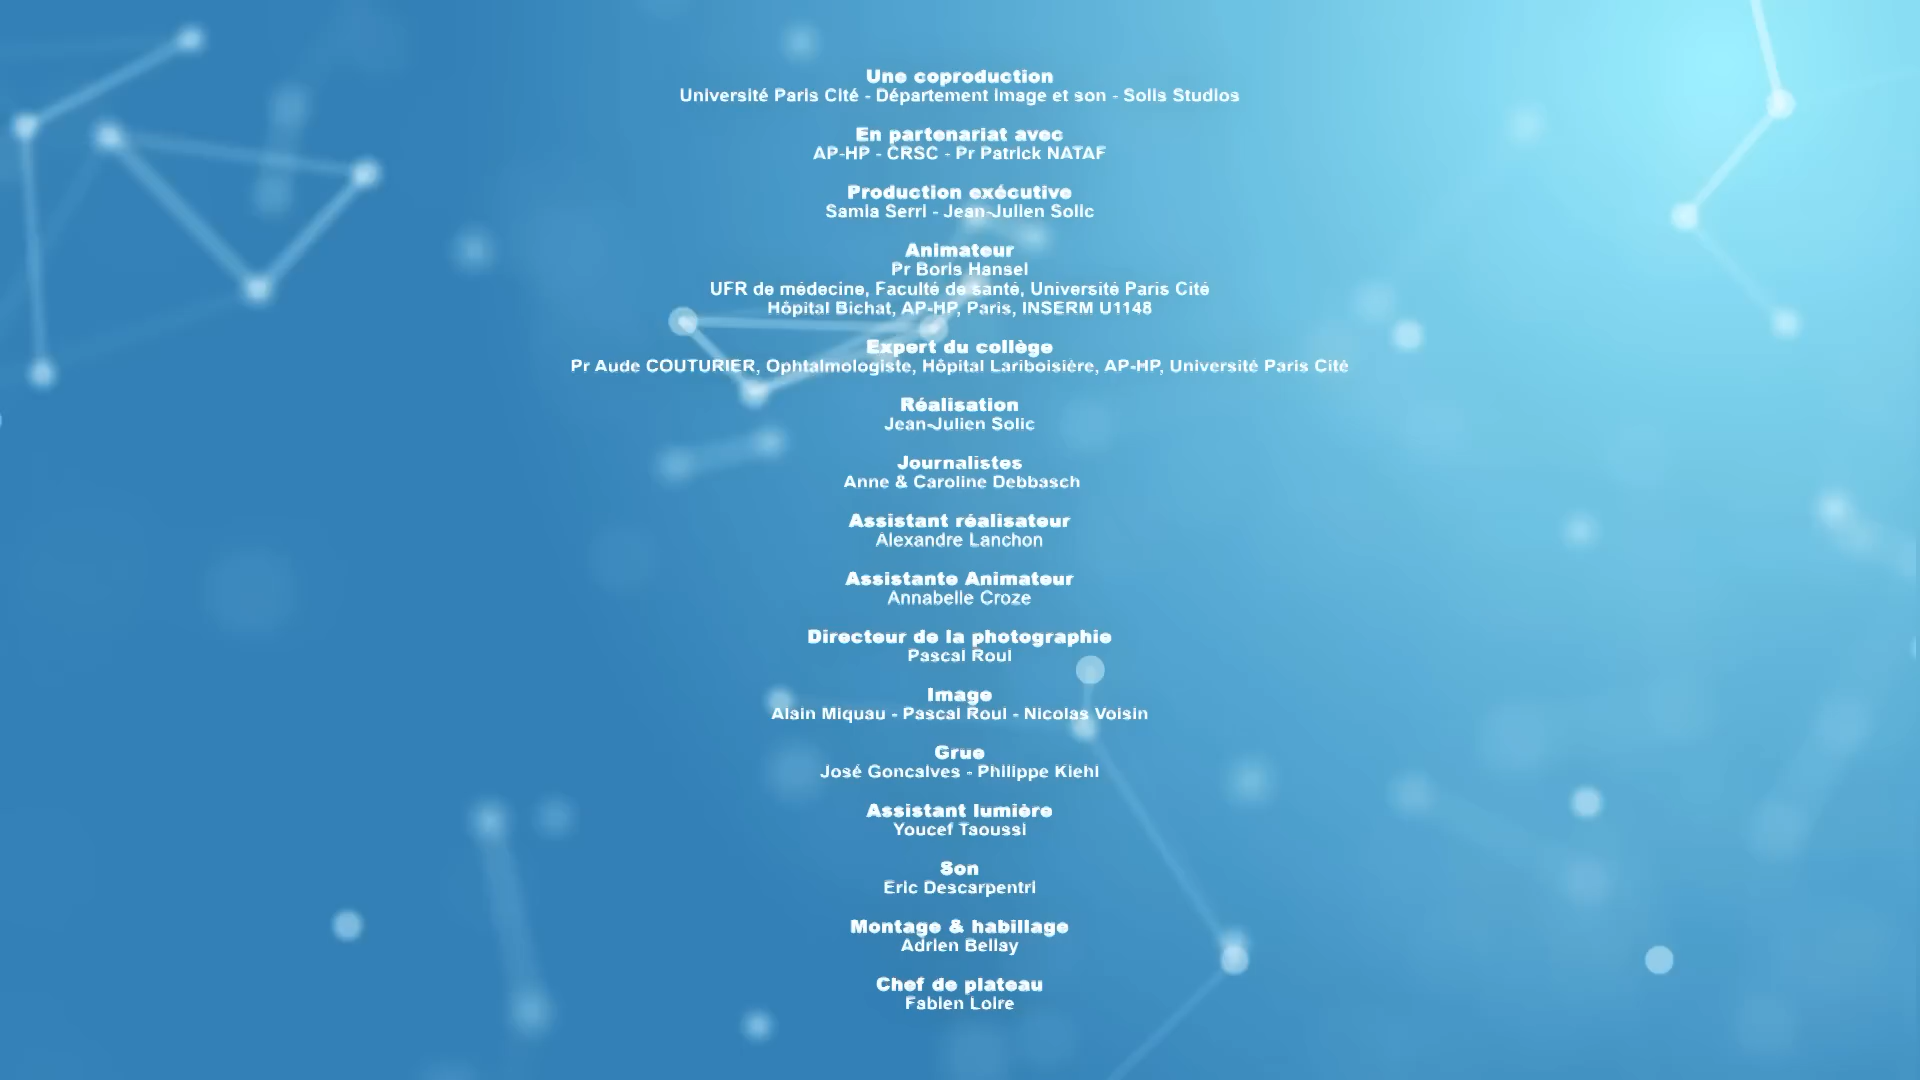 Une coproduction
Université Paris Cité - Département Image et son - Solis Studios
En partenariat avec
AP-HP - CRSC - Pr Patrick NATAF
Production exécutive
Samia Serri - Jean-Julien Solic
Animateur
Pr Boris Hansel
UFR de médecine, Faculté de santé, Université Paris Cité
Hôpital Bichat, AP-HP, Paris, INSERM U1148
Expert du collège
Pr Aude COUTURIER, Ophtalmologiste, Hôpital Lariboisière, AP-HP, Université Paris Cité
Réalisation
Jean-Julien Solic
Journalistes
Anne & Caroline Debbasch
Assistant réalisateur
Alexandre Lanchon
Assistante Animateur
Annabelle Croze
Directeur de la photographie
Pascal Roul
Image
Alain Miquau - Pascal Roul - Nicolas Voisin
Grue
José Goncalves - Philippe Kiehl
Assistant lumière
Youcef Taoussi
Son
Eric Descarpentri
Montage & habillage
Adrien Bellay
Chef de plateau
Fabien Loire